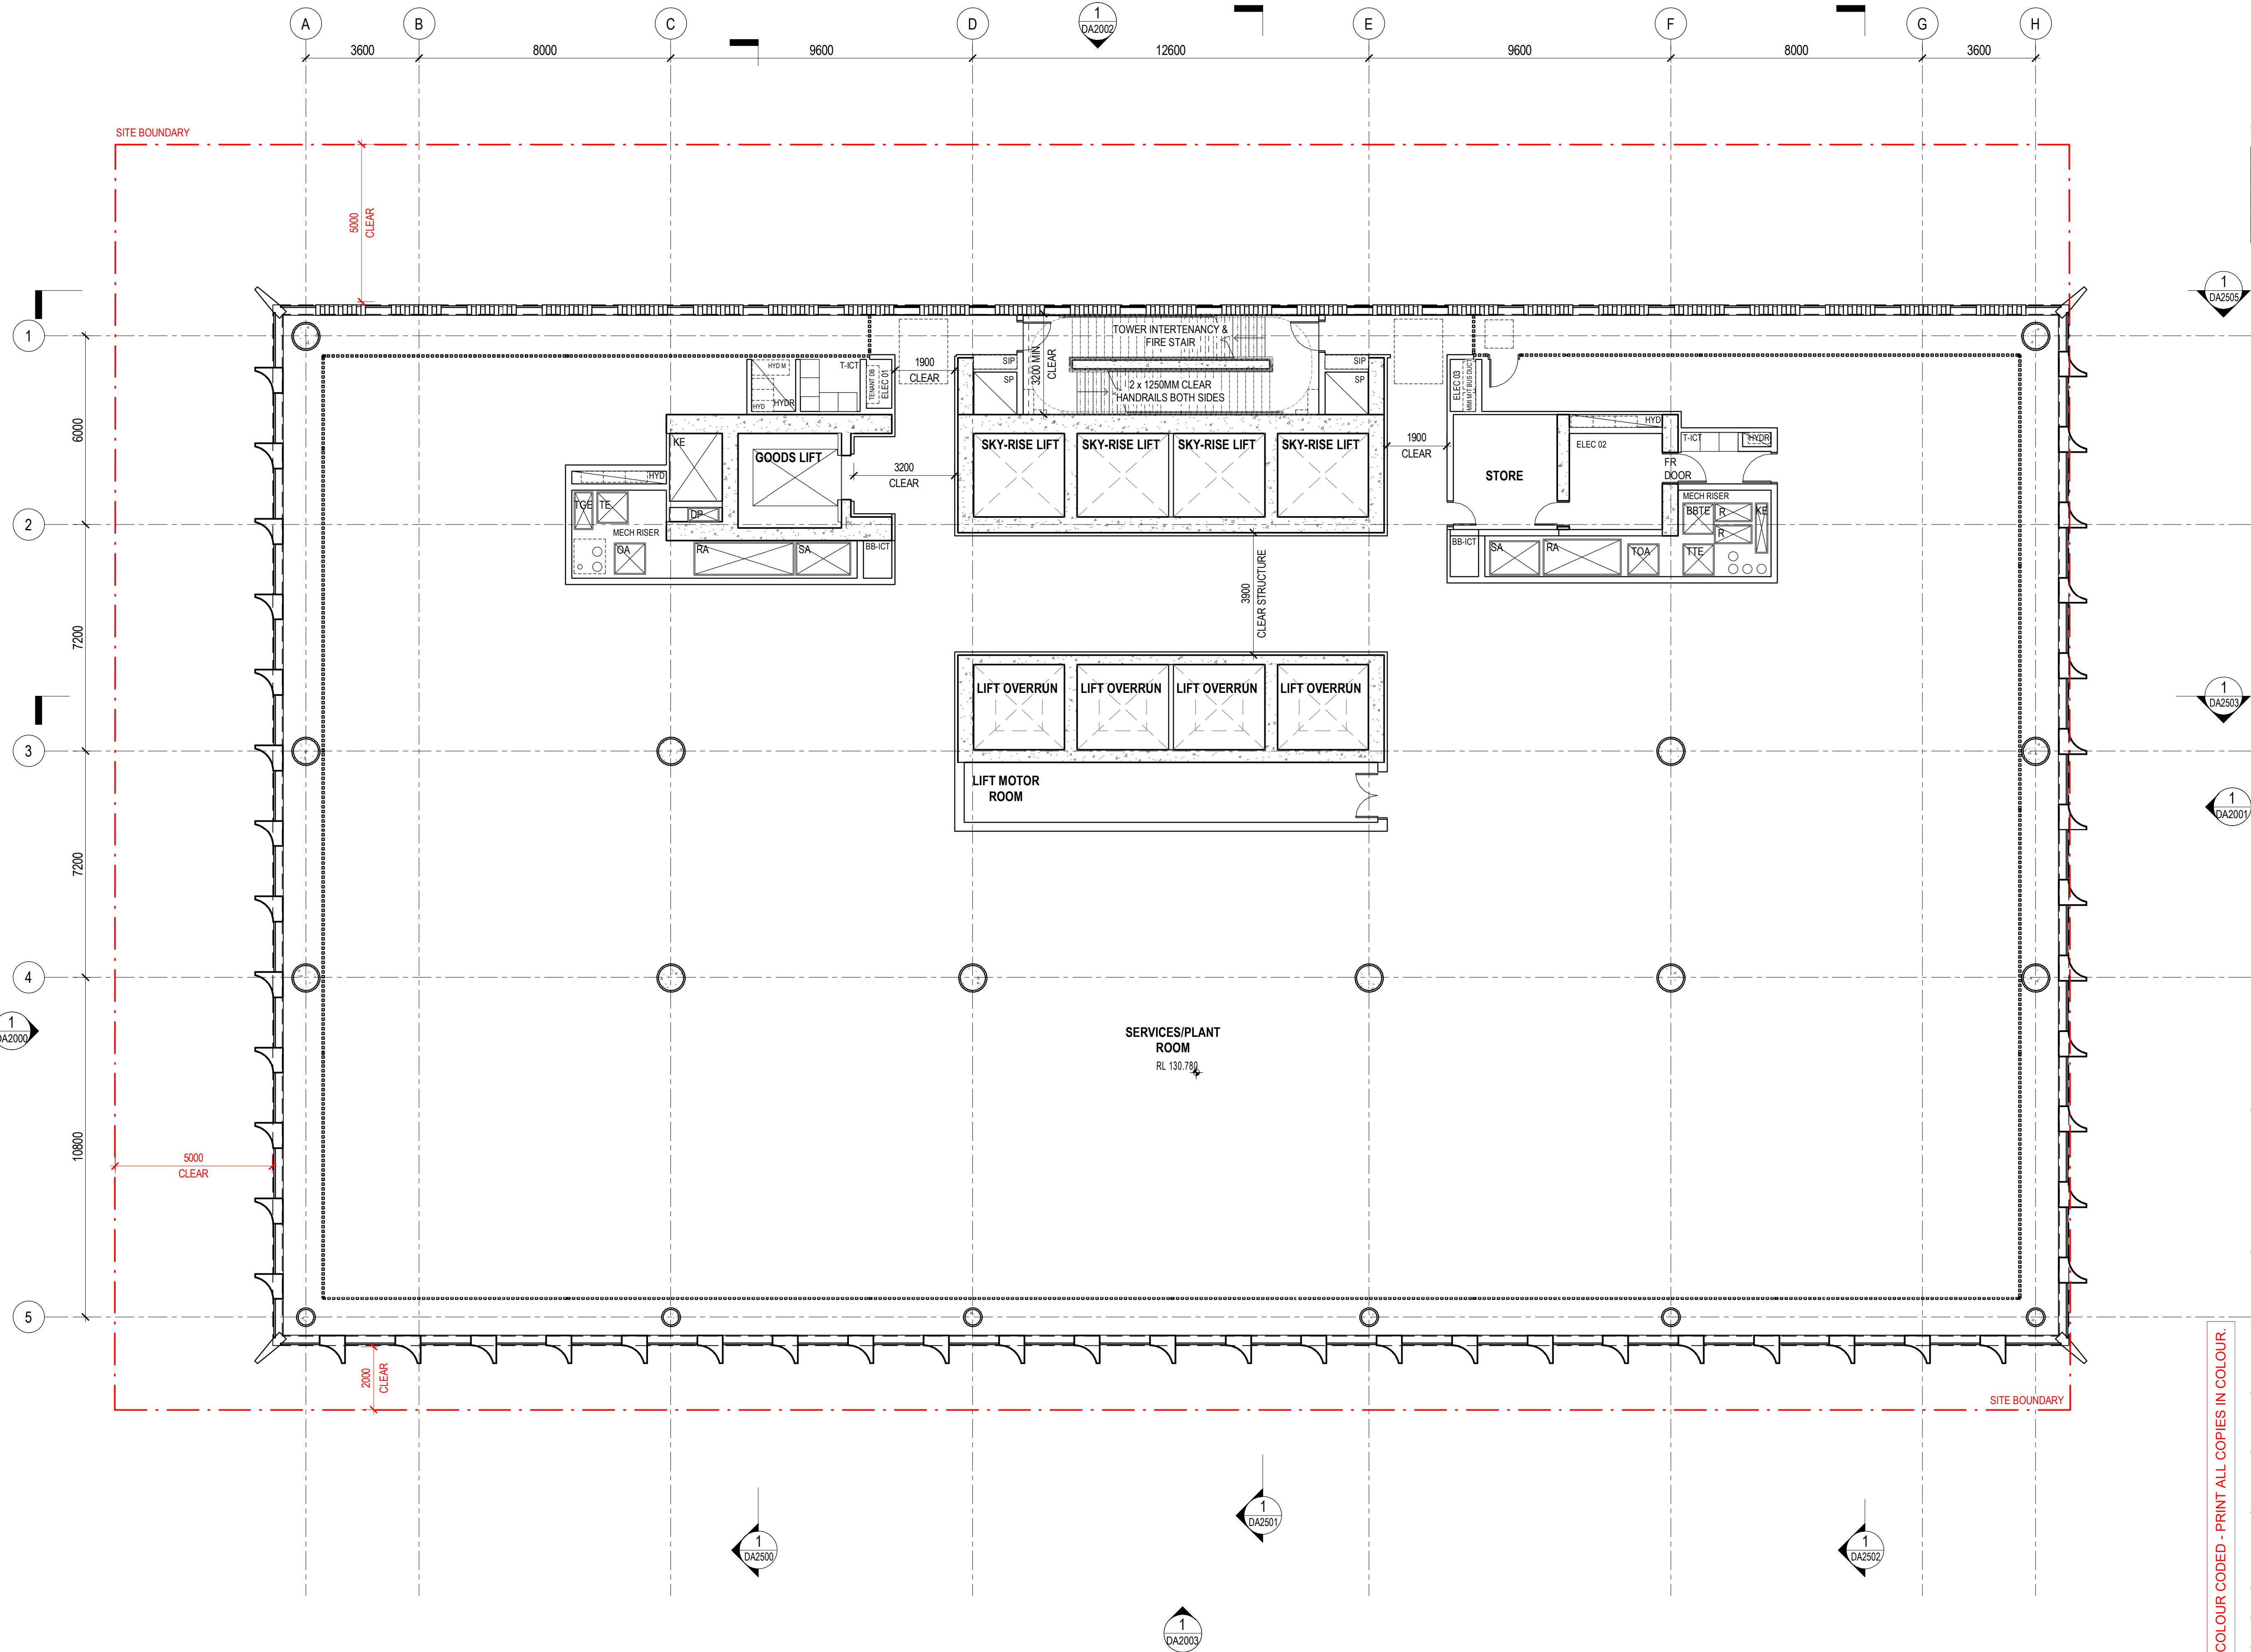 A
B
C
D
E
F
G
H
1
DA2002
3600
8000
9600
12600
9600
8000
3600
SITE BOUNDARY
5000
CLEAR
1
DA2505
1
TOWER INTERTENANCY &
FIRE STAIR
3200 MIN.
CLEAR
2 x 1250MM CLEAR
HANDRAILS BOTH SIDES
SIP
SP
SIP
SP
HYD M
HYD
HYDR
T-ICT
TENANT DB
ELEC 01
1900
CLEAR
ELEC 03
6000
KE
GOODS LIFT
3200
CLEAR
SKY-RISE LIFT
SKY-RISE LIFT
SKY-RISE LIFT
SKY-RISE LIFT
1900
CLEAR
STORE
HYD
ELEC 02
FR
DOOR
T-ICT
HYDR
HYD
TGE
TE
DP
MECH RISER
OA
RA
SA
BB-ICT
2
MECH RISER
BBTE
R
R
KE
BB-ICT
SA
RA
TOA
TTE
3900
CLEAR STRUCTURE
7200
LIFT OVERRUN
LIFT OVERRUN
LIFT OVERRUN
LIFT OVERRUN
1
DA2503
3
LIFT MOTOR
ROOM
1
DA2001
7200
4
1
DA2000
SERVICES/PLANT
ROOM
RL 130.780
10800
5000
CLEAR
5
2000
CLEAR
SITE BOUNDARY
1
DA2500
1
DA2501
1
DA2502
1
DA2003
COLOUR CODED - PRINT ALL COPIES IN COLOUR.